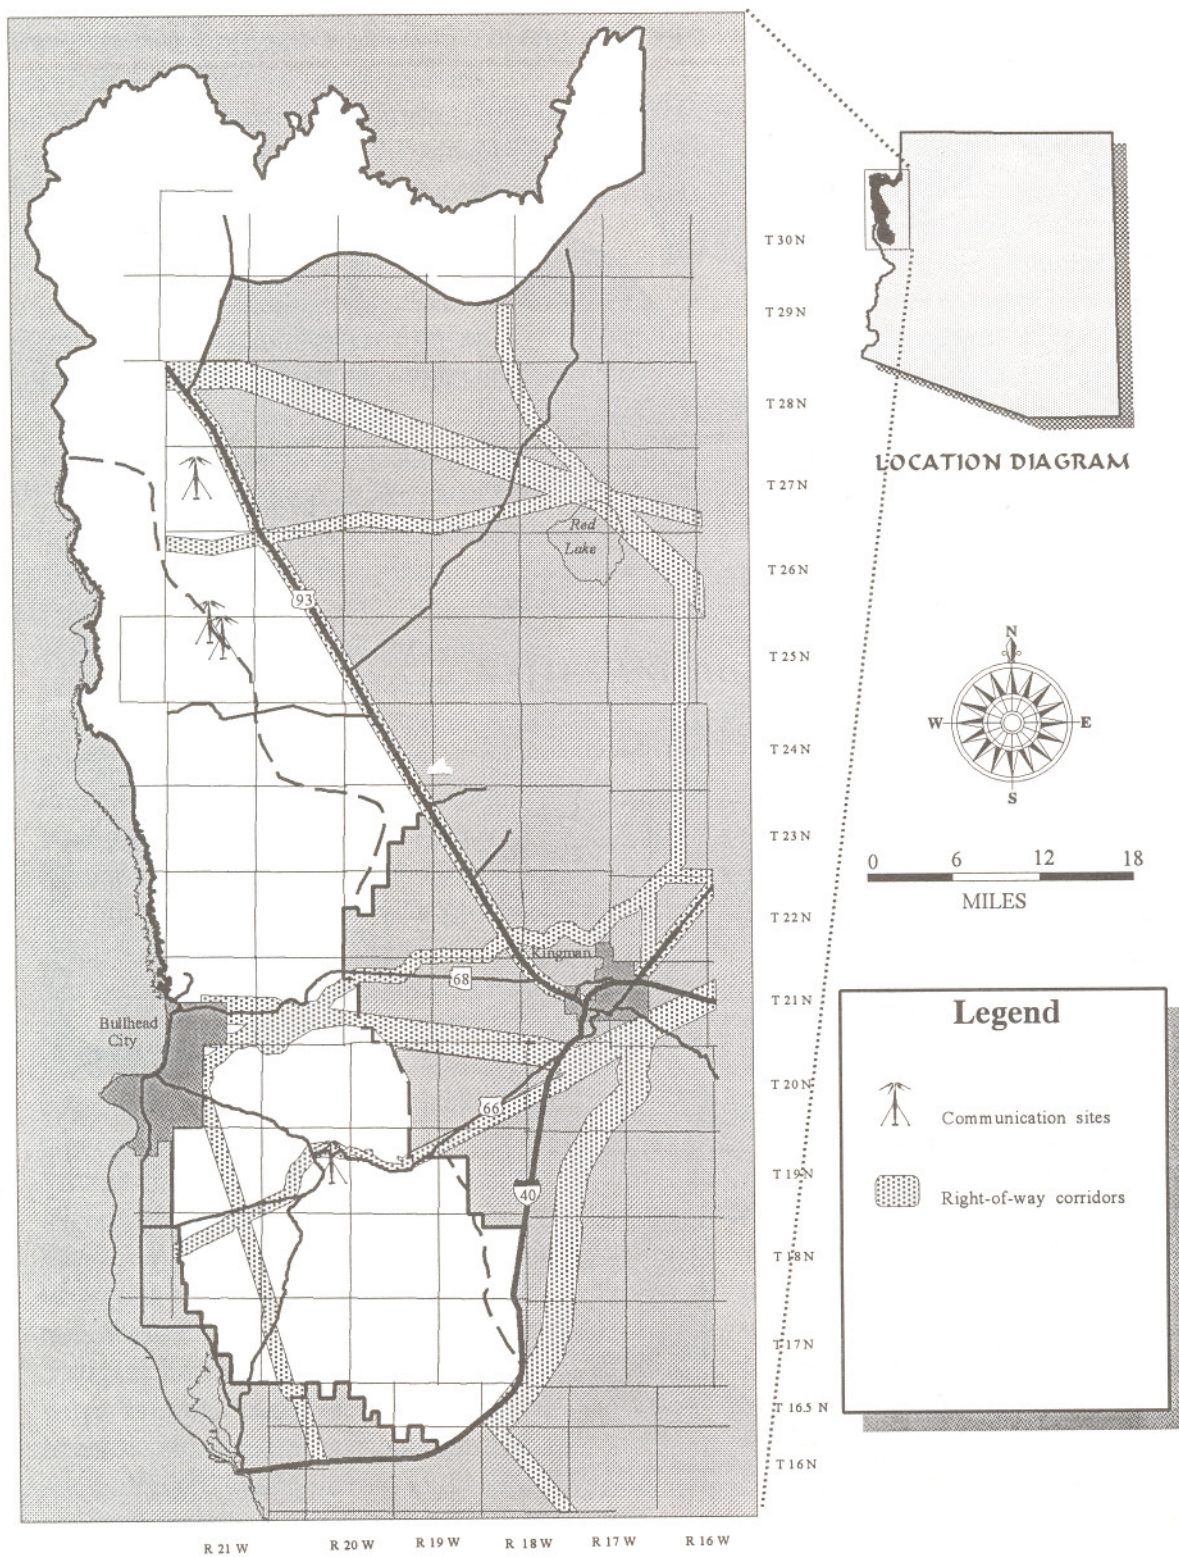 T 30 N
T 29 N
T 28 N
LOCATION DIAGRAM
T 27 N
Red
Lake
T 26 N
93
N
T 25 N
W
E
T 24 N
S
T 23 N
0 6 12 18
MILES
T 22 N
Kingman
68
T 21 N
Legend
Bullhead
City
T 20 N
66
Communication sites
T 19 N
40
Right-of-way corridors
T 18 N
T 17 N
T 16.5 N
T 16 N
R 21 W R 20 W R 19 W R 18 W R 17 W R 16 W